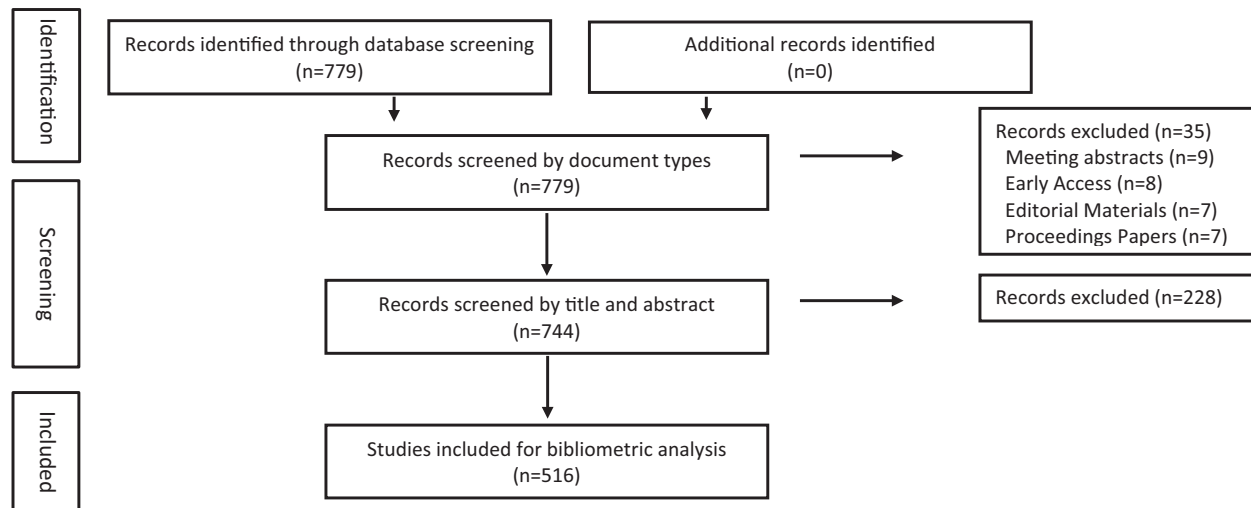 Identification
Records identified through database screening
(n=779)
Additional records identified
(n=0)
Records screened by document types
(n=779)
Records excluded (n=35)
Meeting abstracts (n=9)
Early Access (n=8)
Editorial Materials (n=7)
Proceedings Papers (n=7)
Screening
Records screened by title and abstract
(n=744)
Records excluded (n=228)
Included
Studies included for bibliometric analysis
(n=516)